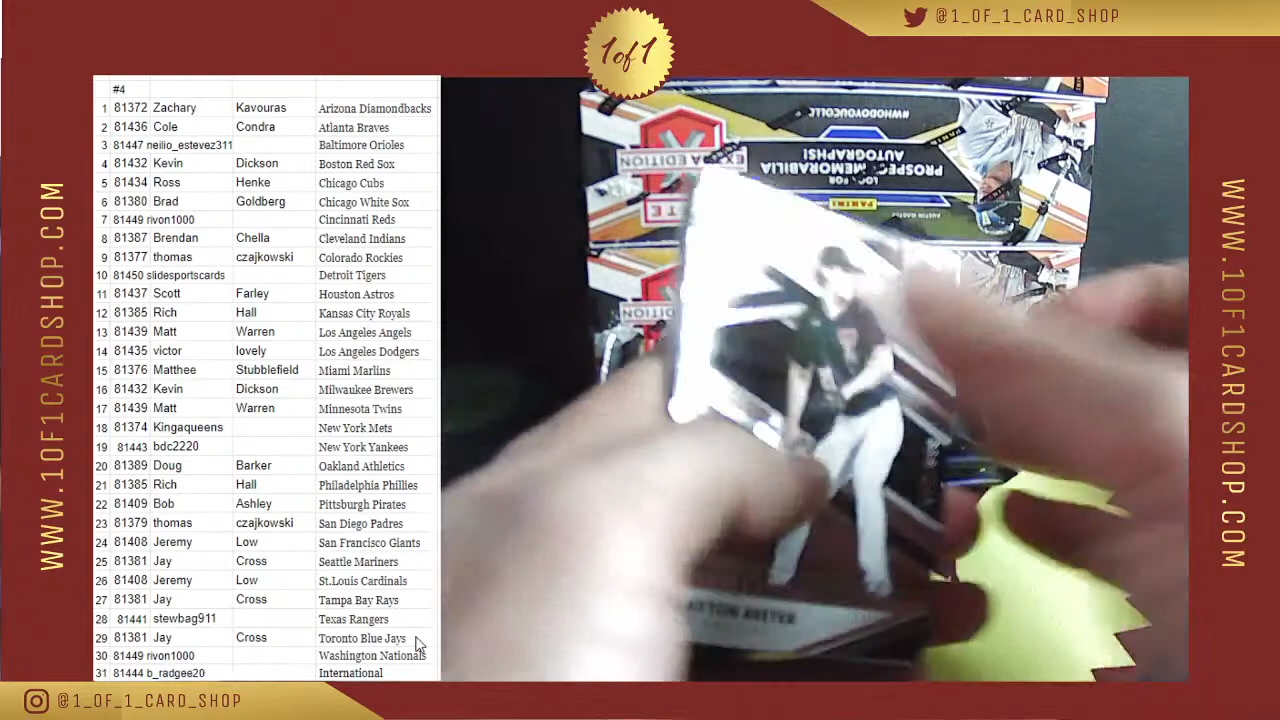 @1_OF_1_CARD_SHOP
1of1
#4
1 81372 Zachary Kavouras Arizona Diamondbacks
2 81436 Cole Condra Atlanta Braves
3 81447 neilio_estevez311 Baltimore Orioles
4 81432 Kevin Dickson Boston Red Sox
5 81434 Ross Henke Chicago Cubs
6 81380 Brad Goldberg Chicago White Sox
7 81449 rivon1000 Cincinnati Reds
8 81387 Brendan Chella Cleveland Indians
9 81377 thomas czajkowski Colorado Rockies
10 81450 slidesportscards Detroit Tigers
11 81437 Scott Farley Houston Astros
12 81385 Rich Hall Kansas City Royals
13 81439 Matt Warren Los Angeles Angels
14 81435 victor lovely Los Angeles Dodgers
15 81376 Matthee Stubblefield Miami Marlins
16 81432 Kevin Dickson Milwaukee Brewers
17 81439 Matt Warren Minnesota Twins
18 81374 Kingaqueens New York Mets
19 81443 bdc2220 New York Yankees
20 81389 Doug Barker Oakland Athletics
21 81385 Rich Hall Philadelphia Phillies
22 81409 Bob Ashley Pittsburgh Pirates
23 81379 thomas czajkowski San Diego Padres
24 81408 Jeremy Low San Francisco Giants
25 81381 Jay Cross Seattle Mariners
26 81408 Jeremy Low St.Louis Cardinals
27 81381 Jay Cross Tampa Bay Rays
28 81441 stewbag911 Texas Rangers
29 81381 Jay Cross Toronto Blue Jays
30 81449 rivon1000 Washington Nationals
31 81444 b_radgee20 International
#WHODOYOUCOLLECT
PROSPECT MEMORABILIA
AUTOGRAPHS!
PANINI
WWW.1OF1CARDSHOP.COM
WWW.1OF1CARDSHOP.COM
@1_OF_1_CARD_SHOP